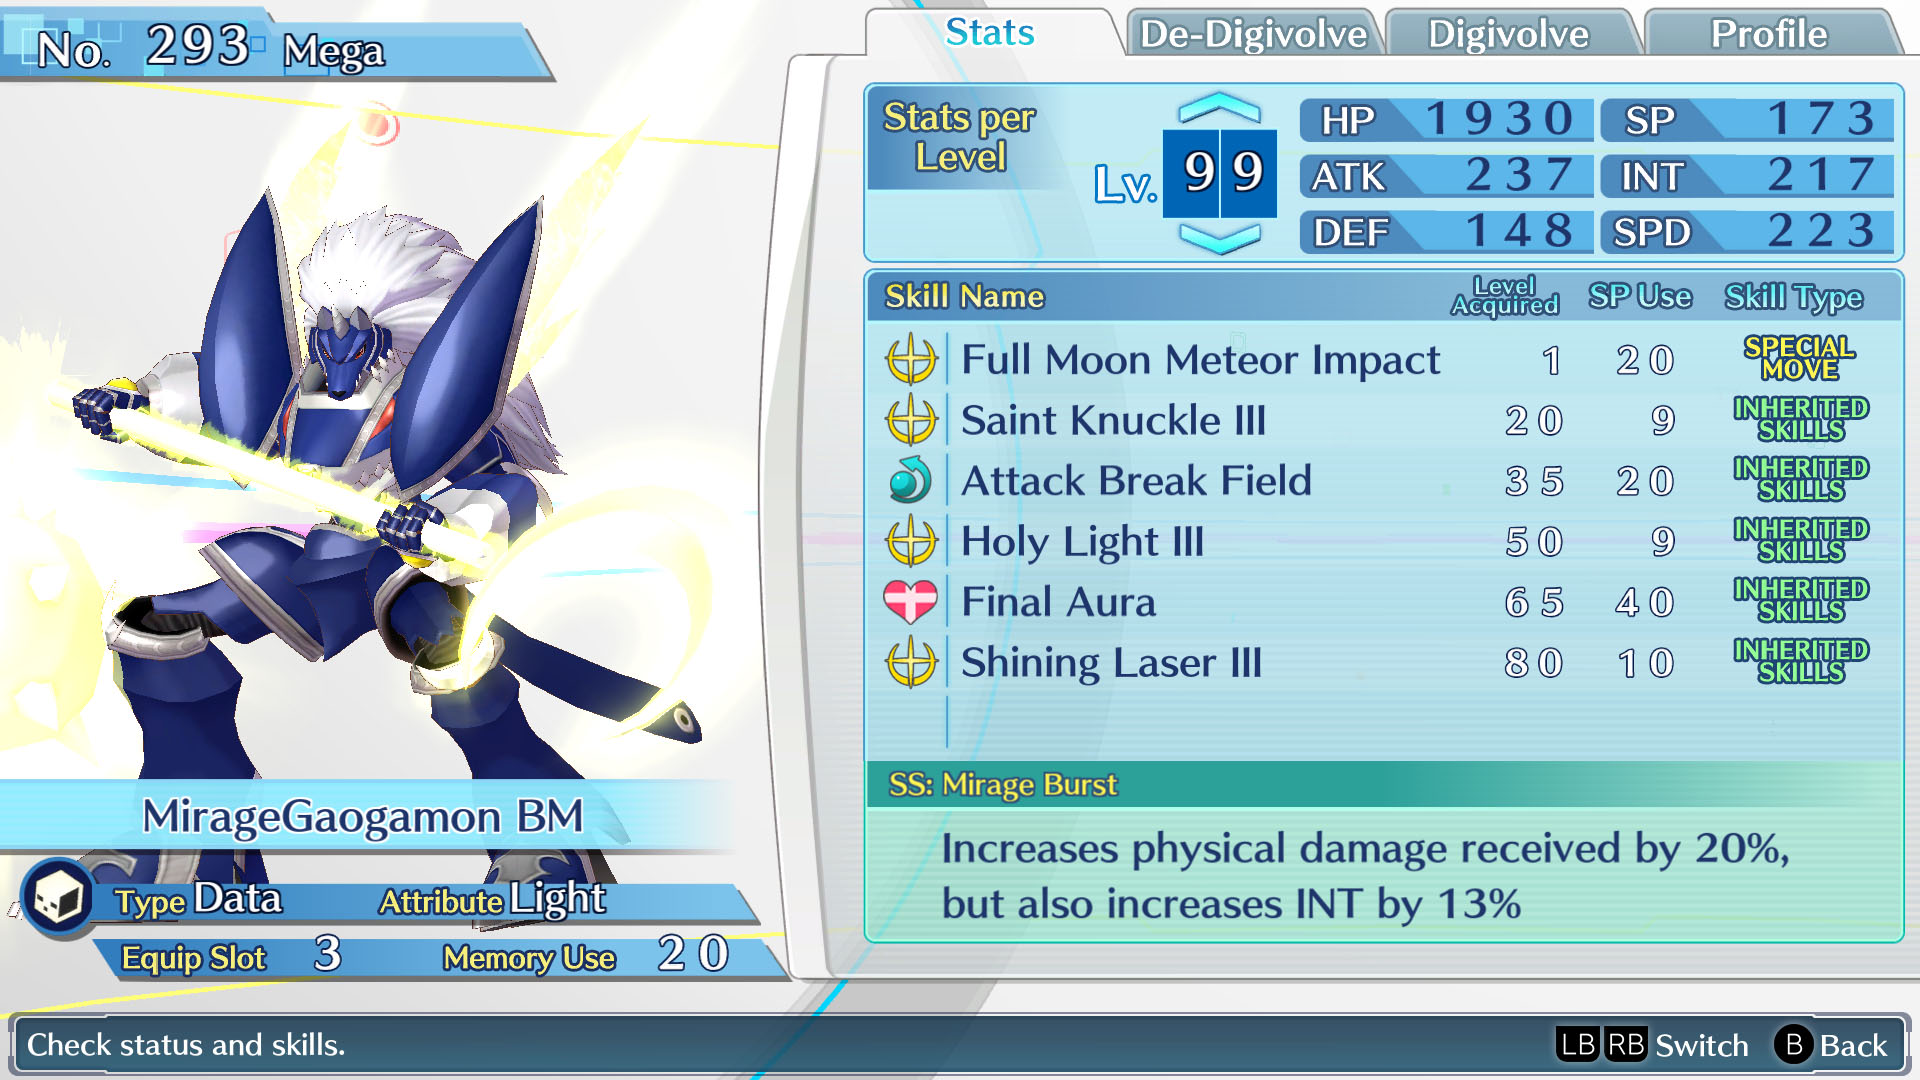 No. 293 Mega
Stats
De-Digivolve
Digivolve
Profile
Stats per
Level
Lv. 99
HP 1930
SP 173
ATK 237
INT 217
DEF 148
SPD 223
Skill Name
Level
Acquired
SP Use
Skill Type
Full Moon Meteor Impact 1 20 SPECIAL
MOVE
Saint Knuckle III 20 9 INHERITED
SKILLS
Attack Break Field 35 20 INHERITED
SKILLS
Holy Light III 50 9 INHERITED
SKILLS
Final Aura 65 40 INHERITED
SKILLS
Shining Laser III 80 10 INHERITED
SKILLS
SS: Mirage Burst
Increases physical damage received by 20%,
but also increases INT by 13%
MirageGaogamon BM
Type Data Attribute Light
Equip Slot 3 Memory Use 20
Check status and skills.
LB RB Switch B Back